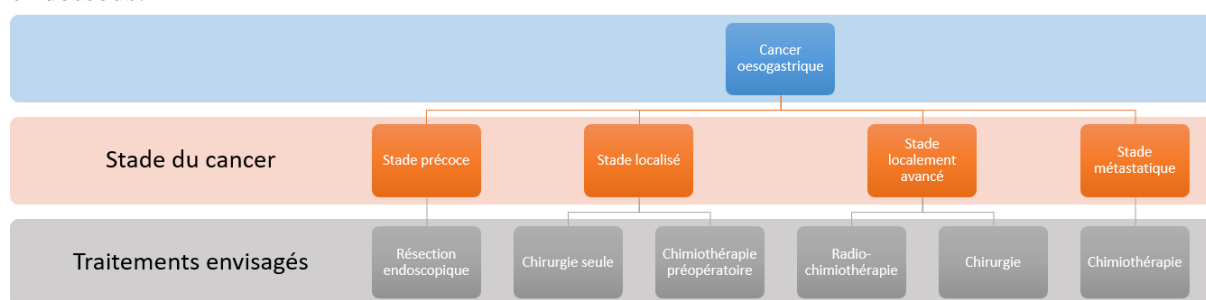 Cancer
oesogastrique
Stade du cancer
Stade précoce
Stade localisé
Stade
localement
avancé
Stade
métastatique
Traitements envisagés
Résection
endoscopique
Chirurgie seule
Chimiothérapie
préopératoire
Radio-
chimiothérapie
Chirurgie
Chimiothérapie